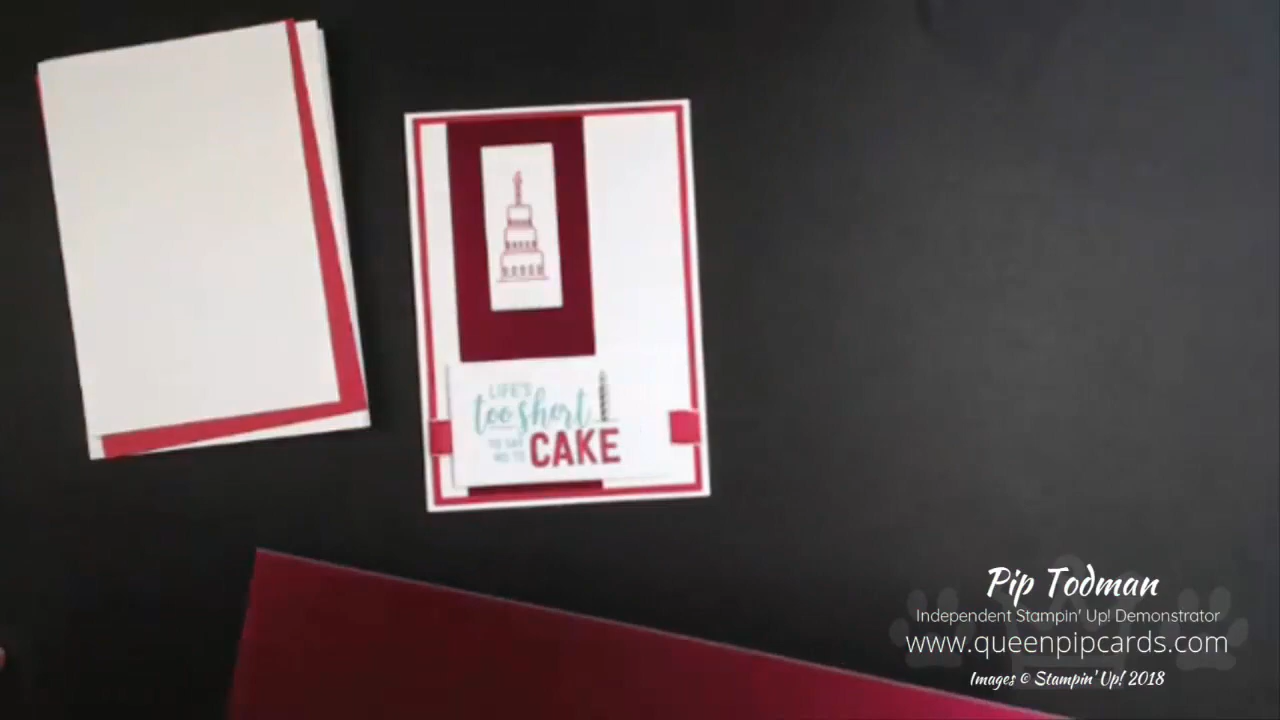 LIFE'S
too short
TO SAY
NO TO
CAKE
Pip Todman
Independent Stampin' Up! Demonstrator
www.queenpipcards.com
Images © Stampin' Up! 2018